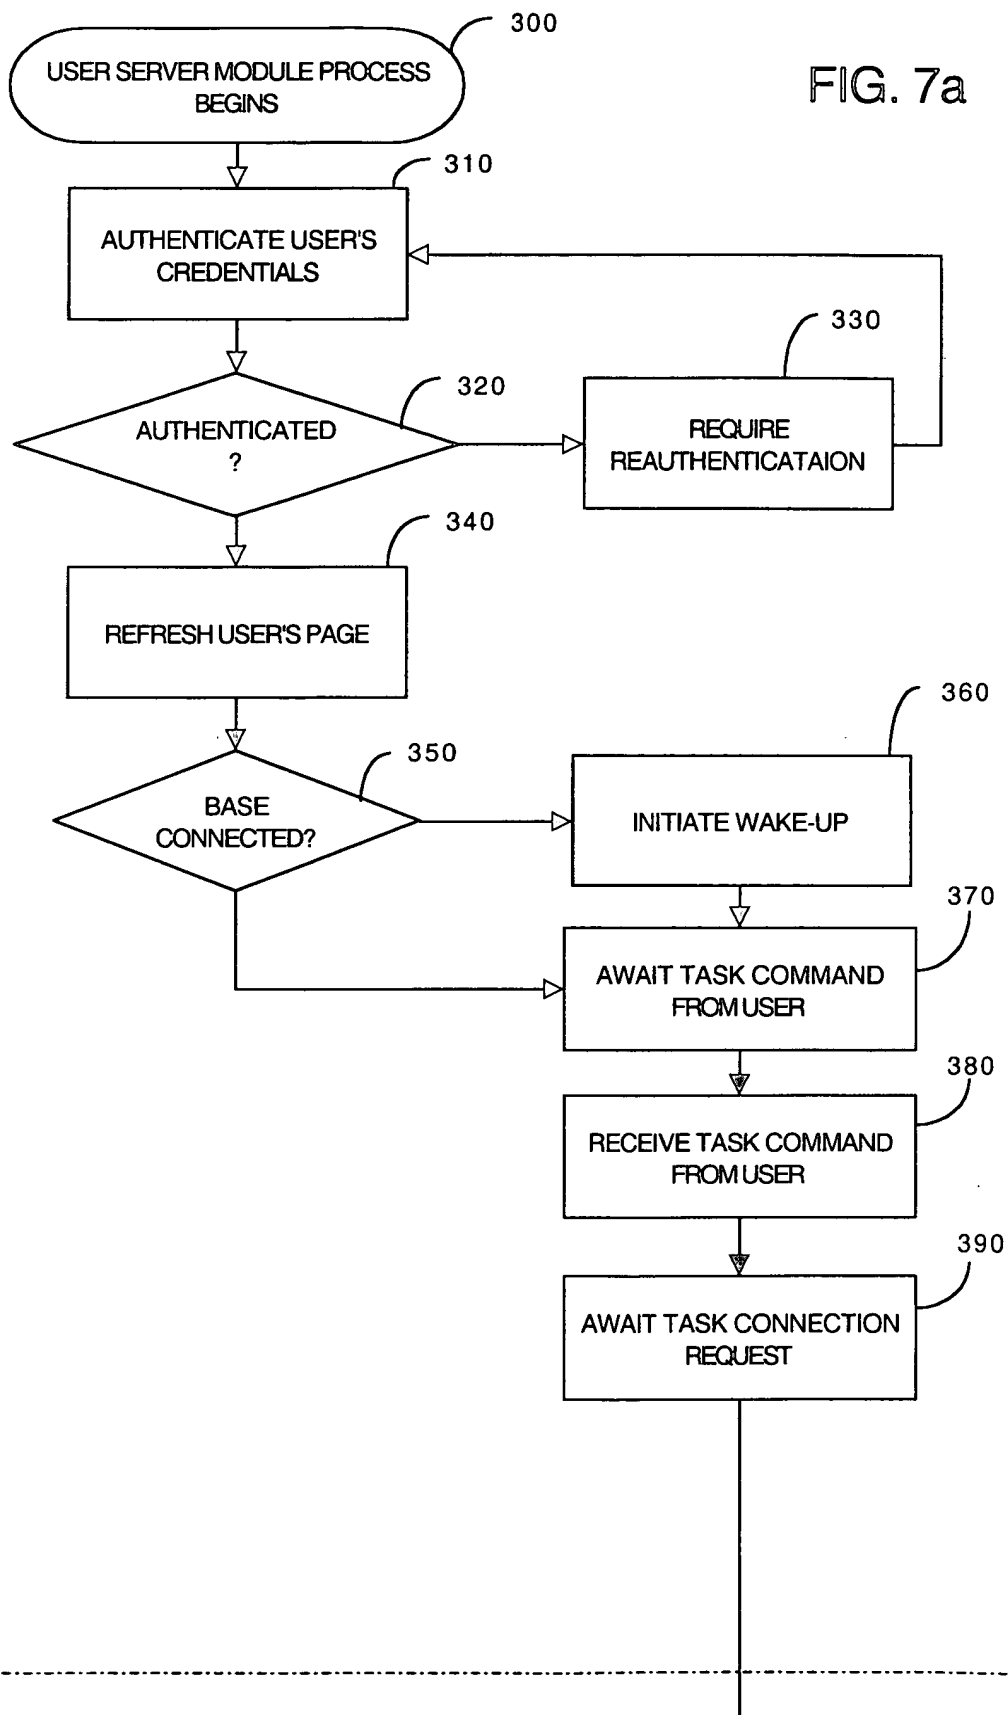 300
USER SERVER MODULE PROCESS
BEGINS
FIG. 7a
310
AUTHENTICATE USER'S
CREDENTIALS
330
320
AUTHENTICATED
?
REQUIRE
REAUTHENTICATAION
340
REFRESH USER'S PAGE
360
350
BASE
CONNECTED?
INITIATE WAKE-UP
370
AWAIT TASK COMMAND
FROM USER
380
RECEIVE TASK COMMAND
FROM USER
390
AWAIT TASK CONNECTION
REQUEST